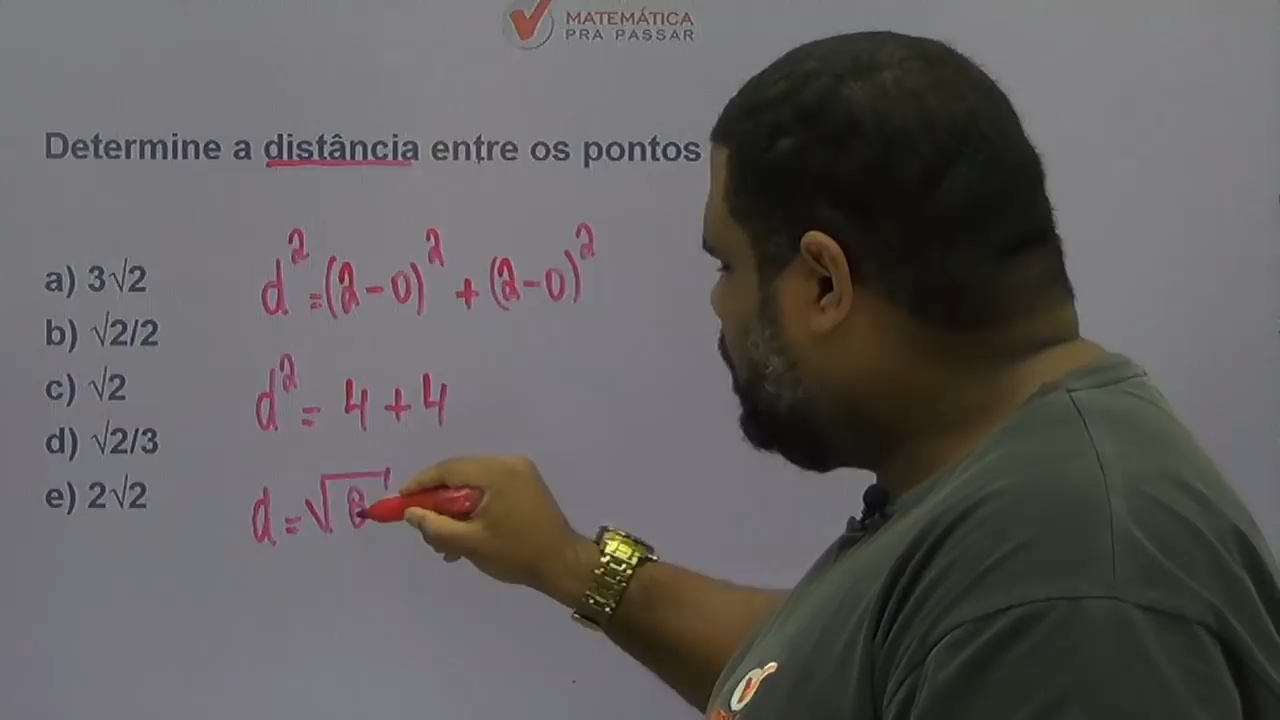 MATEMÁTICA
PRA PASSAR
Determine a distância entre os pontos
a) 3√2
b) √2/2
c) √2
d) √2/3
e) 2√2
d² = (2 - 0)² + (2 - 0)²
d² = 4 + 4
d = √8